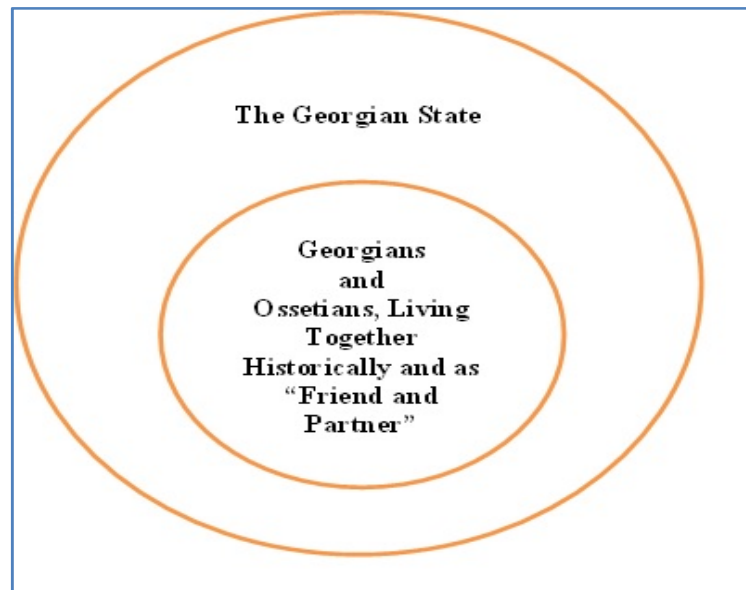 The Georgian State
Georgians
and
Ossetians, Living
Together
Historically and as
“Friend and
Partner”